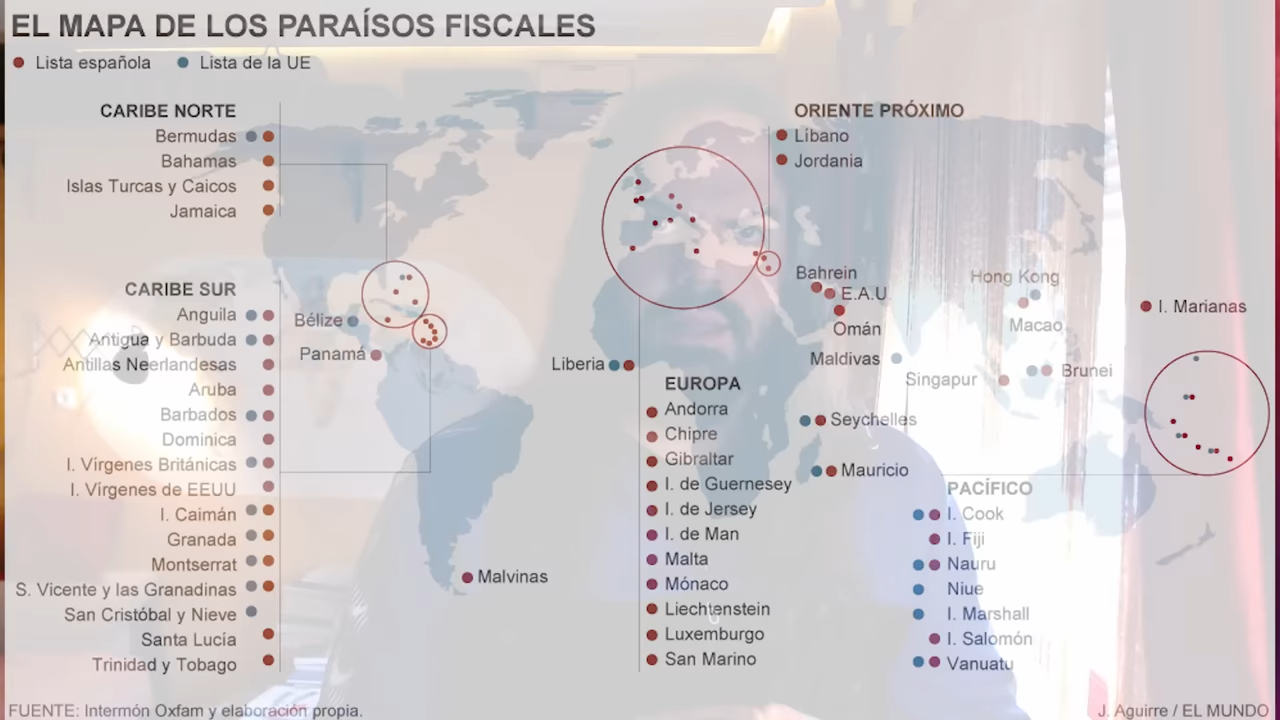 EL MAPA DE LOS PARAÍSOS FISCALES
Lista española
Lista de la UE
CARIBE NORTE
Bermudas
Bahamas
Islas Turcas y Caicos
Jamaica
CARIBE SUR
Anguila
Antigua y Barbuda
Antillas Neerlandesas
Aruba
Barbados
Dominica
I. Vírgenes Británicas
I. Vírgenes de EEUU
I. Caimán
Granada
Montserrat
S. Vicente y las Granadinas
San Cristóbal y Nieve
Santa Lucía
Trinidad y Tobago
Bélize
Panamá
Malvinas
Liberia
EUROPA
Andorra
Chipre
Gibraltar
I. de Guernesey
I. de Jersey
I. de Man
Malta
Mónaco
Liechtenstein
Luxemburgo
San Marino
ORIENTE PRÓXIMO
Líbano
Jordania
Bahrein
E.A.U
Omán
Maldivas
Seychelles
Mauricio
Hong Kong
Macao
Singapur
Brunei
I. Marianas
PACÍFICO
I. Cook
I. Fiji
Nauru
Niue
I. Marshall
I. Salomón
Vanuatu
FUENTE: Intermón Oxfam y elaboración propia.
J. Aguirre / EL MUNDO